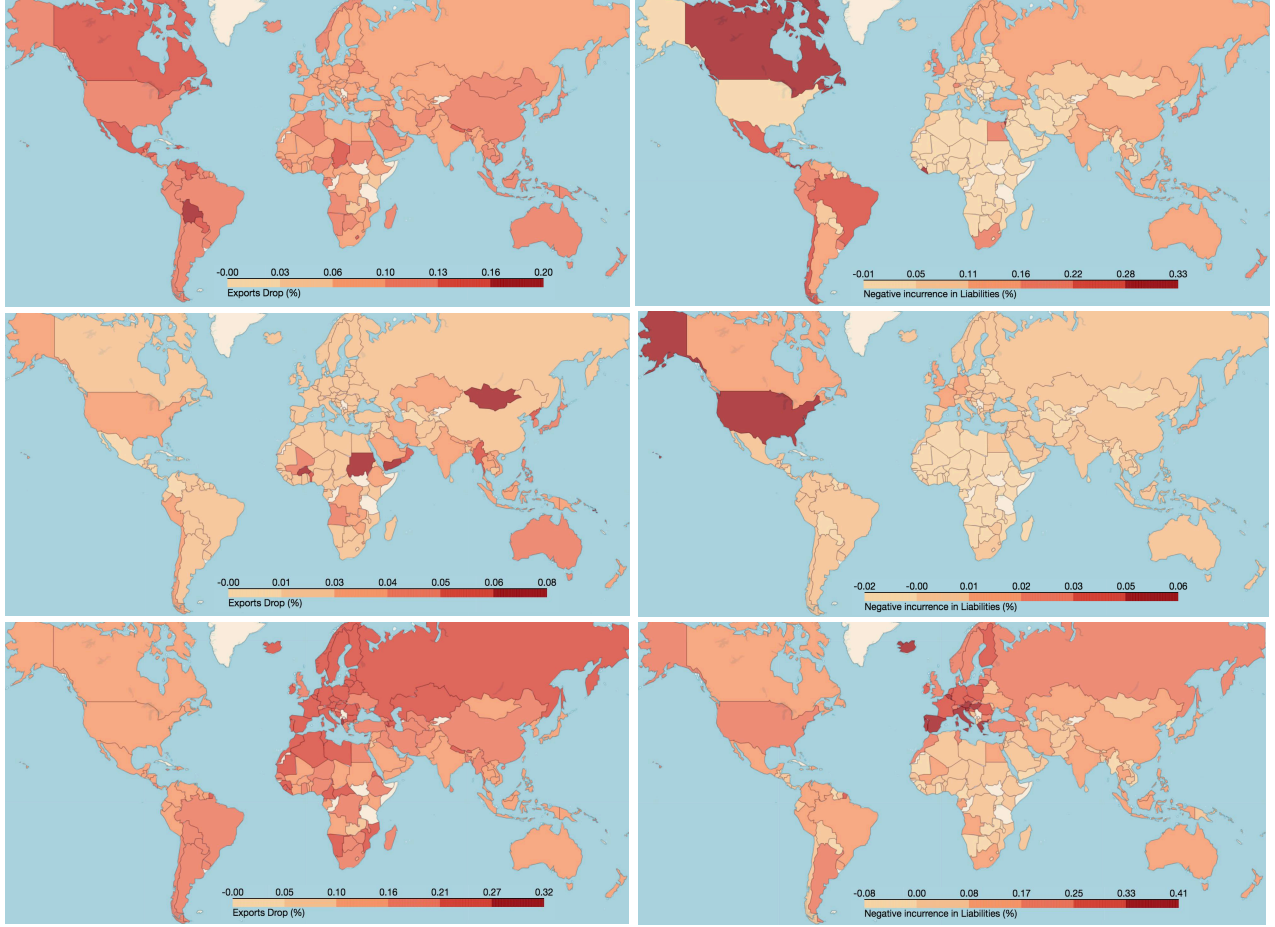 -0.00 0.03 0.06 0.10 0.13 0.16 0.20
Exports Drop (%)
-0.01 0.05 0.11 0.16 0.22 0.28 0.33
Negative incurrence in Liabilities (%)
-0.00 0.01 0.03 0.04 0.05 0.06 0.08
Exports Drop (%)
-0.02 -0.00 0.01 0.02 0.03 0.05 0.06
Negative incurrence in Liabilities (%)
-0.00 0.05 0.10 0.16 0.21 0.27 0.32
Exports Drop (%)
-0.08 0.00 0.08 0.17 0.25 0.33 0.41
Negative incurrence in Liabilities (%)